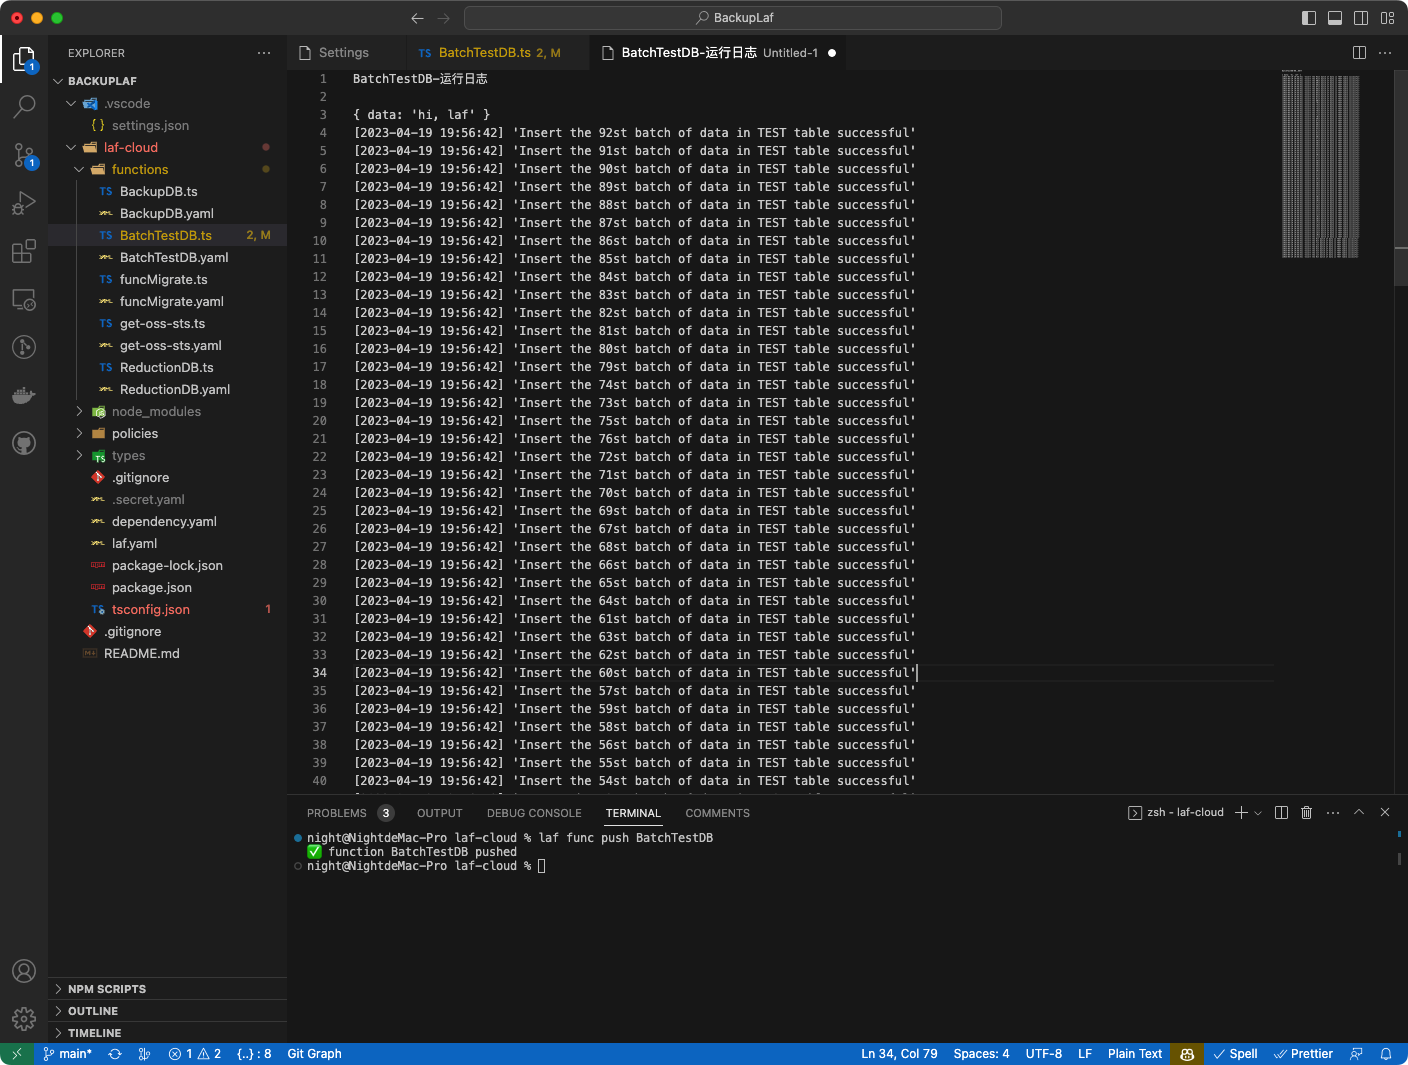 BackupLaf
EXPLORER
Settings
TS BatchTestDB.ts 2, M
BatchTestDB-运行日志 Untitled-1
BACKUPLAF
.vscode
{ } settings.json
laf-cloud
functions
TS BackupDB.ts
BackupDB.yaml
TS BatchTestDB.ts 2, M
BatchTestDB.yaml
TS funcMigrate.ts
funcMigrate.yaml
TS get-oss-sts.ts
get-oss-sts.yaml
TS ReductionDB.ts
ReductionDB.yaml
node_modules
policies
types
.gitignore
.secret.yaml
dependency.yaml
laf.yaml
package-lock.json
package.json
tsconfig.json 1
.gitignore
README.md
NPM SCRIPTS
OUTLINE
TIMELINE
1 BatchTestDB-运行日志
2
3 { data: 'hi, laf' }
4 [2023-04-19 19:56:42] 'Insert the 92st batch of data in TEST table successful'
5 [2023-04-19 19:56:42] 'Insert the 91st batch of data in TEST table successful'
6 [2023-04-19 19:56:42] 'Insert the 90st batch of data in TEST table successful'
7 [2023-04-19 19:56:42] 'Insert the 89st batch of data in TEST table successful'
8 [2023-04-19 19:56:42] 'Insert the 88st batch of data in TEST table successful'
9 [2023-04-19 19:56:42] 'Insert the 87st batch of data in TEST table successful'
10 [2023-04-19 19:56:42] 'Insert the 86st batch of data in TEST table successful'
11 [2023-04-19 19:56:42] 'Insert the 85st batch of data in TEST table successful'
12 [2023-04-19 19:56:42] 'Insert the 84st batch of data in TEST table successful'
13 [2023-04-19 19:56:42] 'Insert the 83st batch of data in TEST table successful'
14 [2023-04-19 19:56:42] 'Insert the 82st batch of data in TEST table successful'
15 [2023-04-19 19:56:42] 'Insert the 81st batch of data in TEST table successful'
16 [2023-04-19 19:56:42] 'Insert the 80st batch of data in TEST table successful'
17 [2023-04-19 19:56:42] 'Insert the 79st batch of data in TEST table successful'
18 [2023-04-19 19:56:42] 'Insert the 74st batch of data in TEST table successful'
19 [2023-04-19 19:56:42] 'Insert the 73st batch of data in TEST table successful'
20 [2023-04-19 19:56:42] 'Insert the 75st batch of data in TEST table successful'
21 [2023-04-19 19:56:42] 'Insert the 76st batch of data in TEST table successful'
22 [2023-04-19 19:56:42] 'Insert the 72st batch of data in TEST table successful'
23 [2023-04-19 19:56:42] 'Insert the 71st batch of data in TEST table successful'
24 [2023-04-19 19:56:42] 'Insert the 70st batch of data in TEST table successful'
25 [2023-04-19 19:56:42] 'Insert the 69st batch of data in TEST table successful'
26 [2023-04-19 19:56:42] 'Insert the 67st batch of data in TEST table successful'
27 [2023-04-19 19:56:42] 'Insert the 68st batch of data in TEST table successful'
28 [2023-04-19 19:56:42] 'Insert the 66st batch of data in TEST table successful'
29 [2023-04-19 19:56:42] 'Insert the 65st batch of data in TEST table successful'
30 [2023-04-19 19:56:42] 'Insert the 64st batch of data in TEST table successful'
31 [2023-04-19 19:56:42] 'Insert the 61st batch of data in TEST table successful'
32 [2023-04-19 19:56:42] 'Insert the 63st batch of data in TEST table successful'
33 [2023-04-19 19:56:42] 'Insert the 62st batch of data in TEST table successful'
34 [2023-04-19 19:56:42] 'Insert the 60st batch of data in TEST table successful'
35 [2023-04-19 19:56:42] 'Insert the 57st batch of data in TEST table successful'
36 [2023-04-19 19:56:42] 'Insert the 59st batch of data in TEST table successful'
37 [2023-04-19 19:56:42] 'Insert the 58st batch of data in TEST table successful'
38 [2023-04-19 19:56:42] 'Insert the 56st batch of data in TEST table successful'
39 [2023-04-19 19:56:42] 'Insert the 55st batch of data in TEST table successful'
40 [2023-04-19 19:56:42] 'Insert the 54st batch of data in TEST table successful'
PROBLEMS 3 OUTPUT DEBUG CONSOLE TERMINAL COMMENTS
zsh - laf-cloud
night@NightdeMac-Pro laf-cloud % laf func push BatchTestDB
✅ function BatchTestDB pushed
night@NightdeMac-Pro laf-cloud %
main* 1 2 {..} : 8 Git Graph
Ln 34, Col 79 Spaces: 4 UTF-8 LF Plain Text Spell Prettier